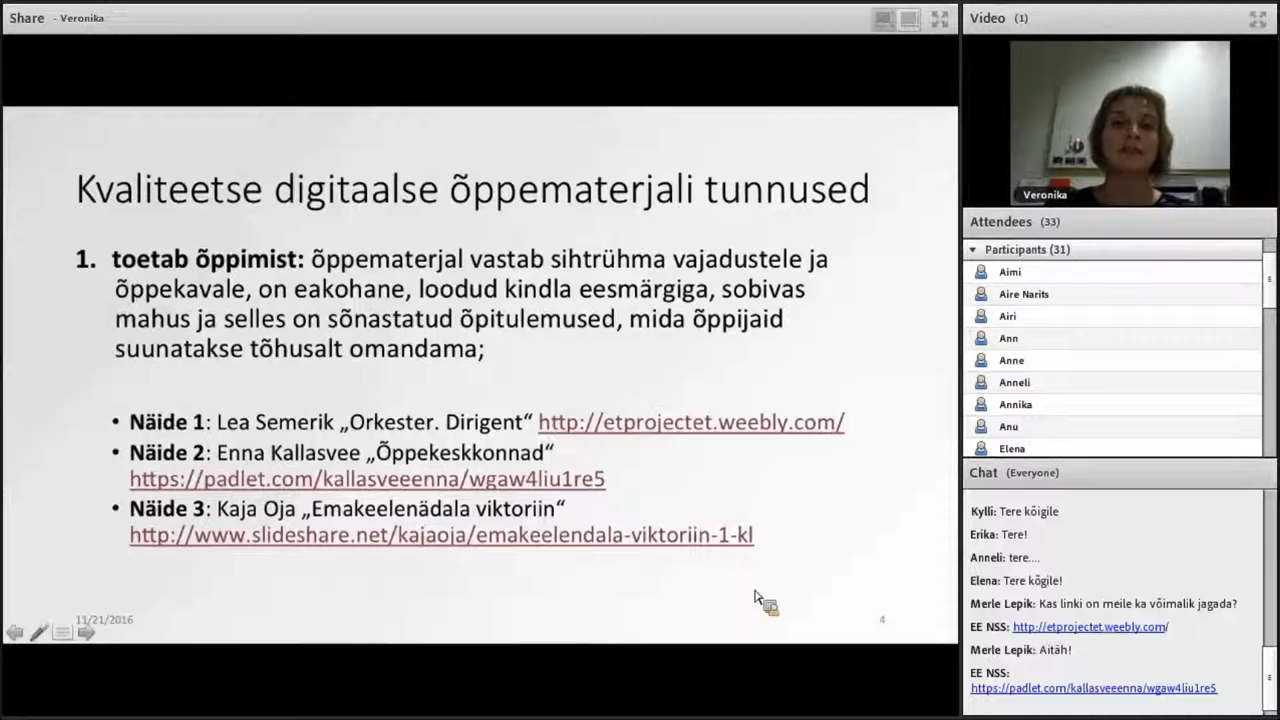 Share - Veronika
Kvaliteetse digitaalse õppematerjali tunnused
1. toetab õppimist: õppematerjal vastab sihtrühma vajadustele ja
õppekavale, on eakohane, loodud kindla eesmärgiga, sobivas
mahus ja selles on sõnastatud õpitulemused, mida õppijaid
suunatakse tõhusalt omandama;
• Näide 1: Lea Semerik „Orkester. Dirigent“ http://etprojectet.weebly.com/
• Näide 2: Enna Kallasvee „Õppekeskkonnad“
https://padlet.com/kallasveeenna/wgaw4liu1re5
• Näide 3: Kaja Oja „Emakeelenädala viktoriin“
http://www.slideshare.net/kajaoja/emakeelendala-viktoriin-1-kl
11/21/2016
4
Video (1)
Veronika
Attendees (33)
Participants (31)
Aimi
Aire Narits
Airi
Ann
Anne
Anneli
Annika
Anu
Elena
Chat (Everyone)
Kylli: Tere kõigile
Erika: Tere!
Anneli: tere....
Elena: Tere kõgile!
Merle Lepik: Kas linki on meile ka võimalik jagada?
EE NSS: http://etprojectet.weebly.com/
Merle Lepik: Aitäh!
EE NSS:
https://padlet.com/kallasveeenna/wgaw4liu1re5